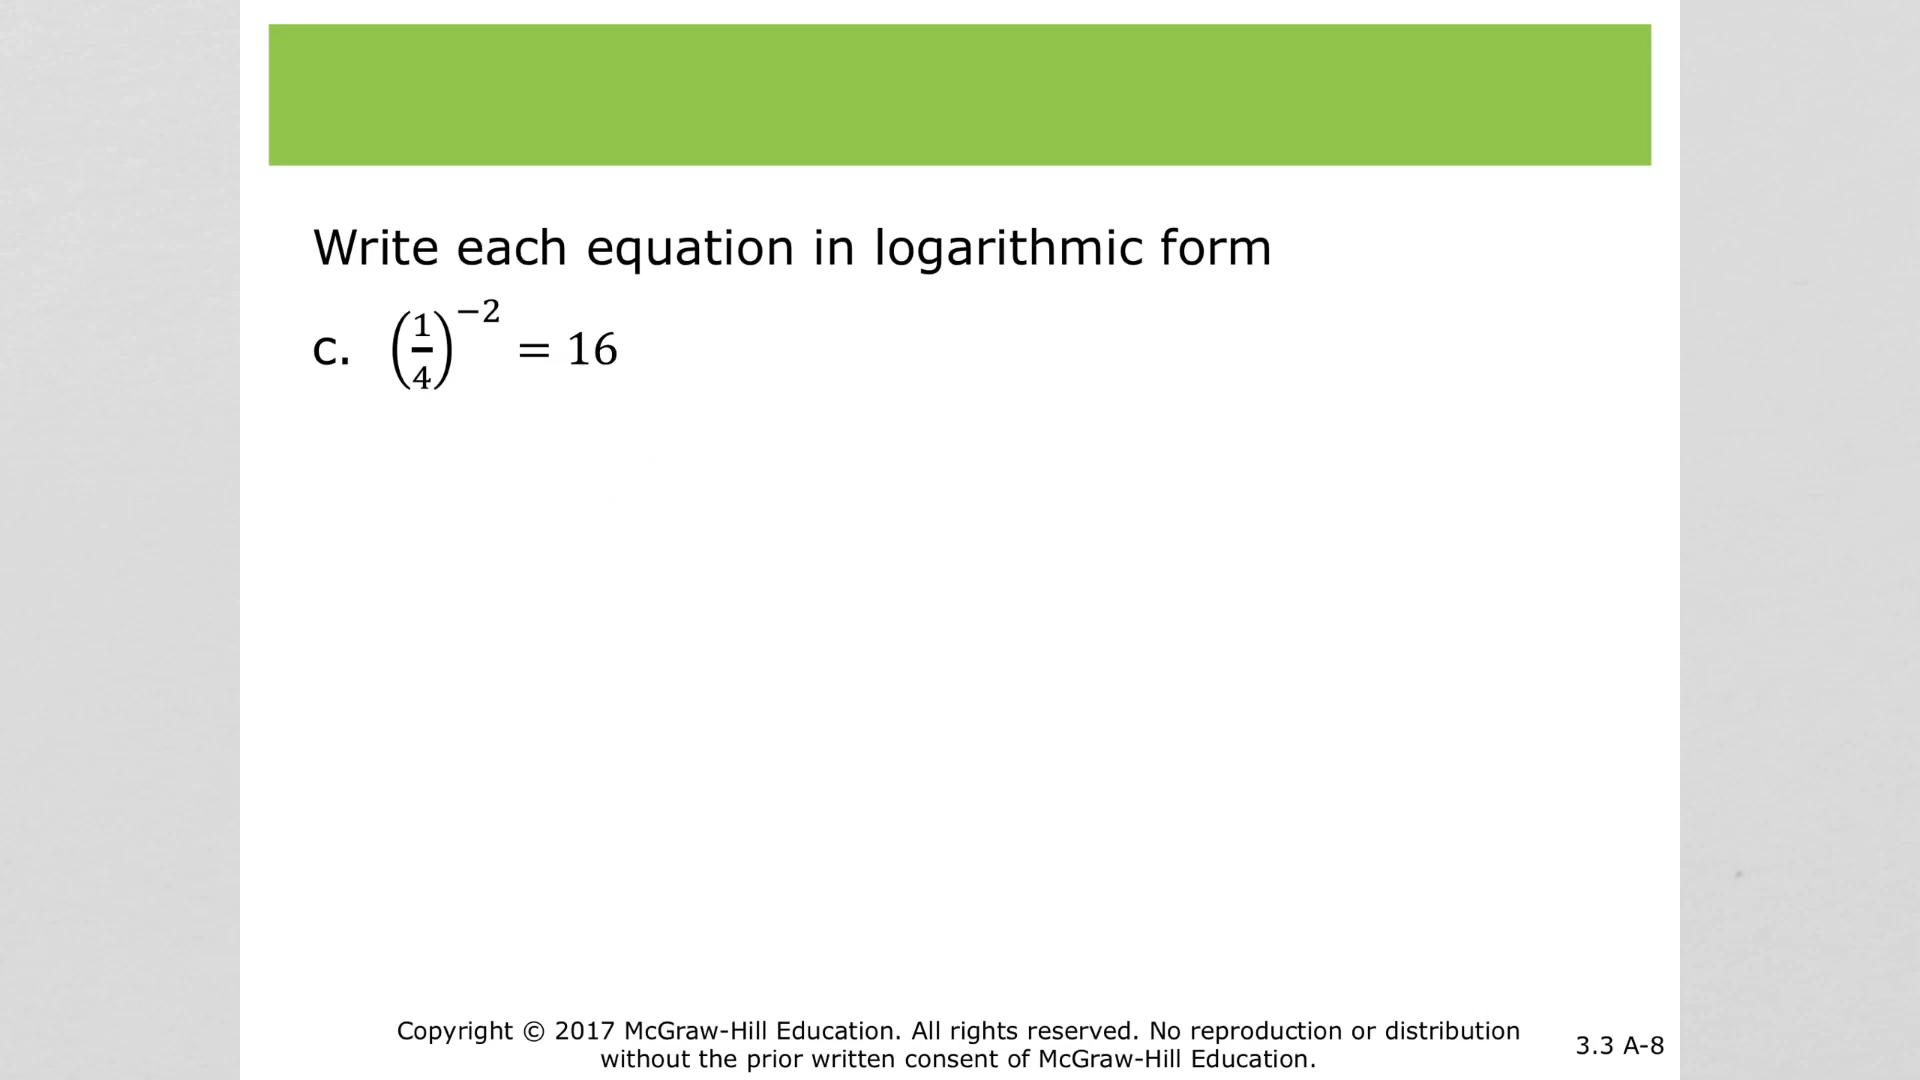 Write each equation in logarithmic form
c. (1/4)^−2 = 16
Copyright © 2017 McGraw-Hill Education. All rights reserved. No reproduction or distribution
without the prior written consent of McGraw-Hill Education.
3.3 A-8